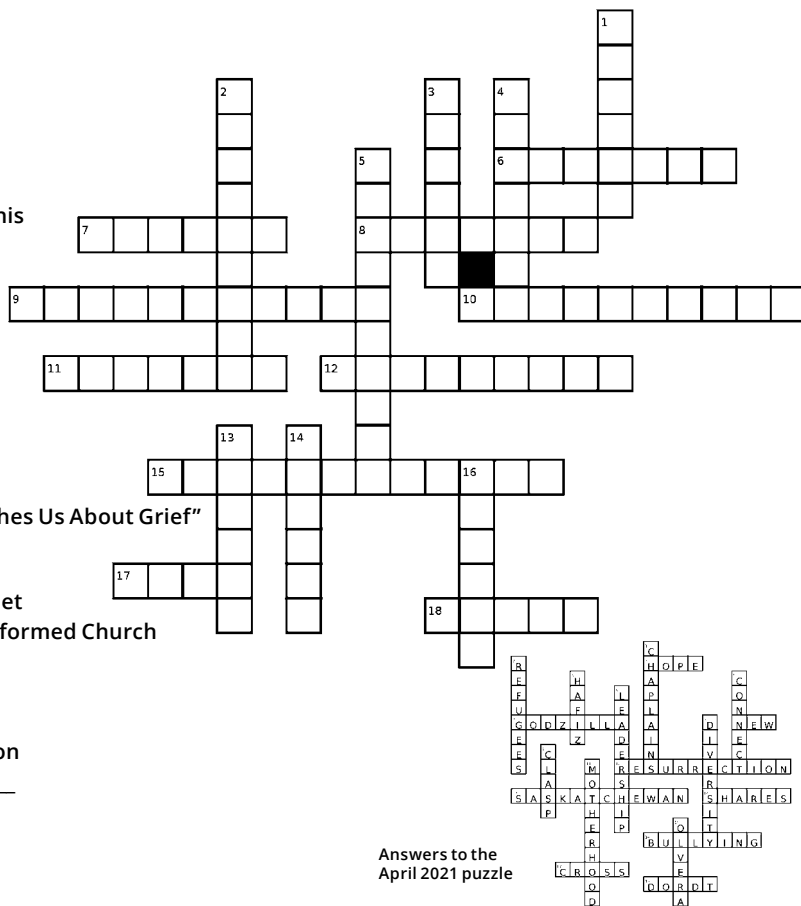 1
2 3 4
5 6
his
7 8
9 10
11 12
13 14
15 16
hes Us About Grief”
17
et
18
formed Church
on
Answers to the
April 2021 puzzle
CHAPLAIN
HOPE
REFUGEES
HAFIZ
CONNECT
LEADERSHIP
GODZILLA
DIVERSITY
NEW
CLASP
MOTHERHOOD
RESURRECTION
SASKATCHEWAN
SHARES
OLVERA
BULLYING
CROSS
DORDT